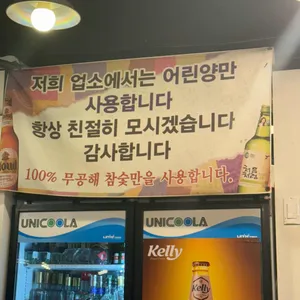 저희 업소에서는 어린양만
사용합니다
항상 친절히 모시겠습니다
감사합니다
100% 무공해 참숯만을 사용합니다.
UNICOOLA
UNICOOLA
Kelly
Kelly